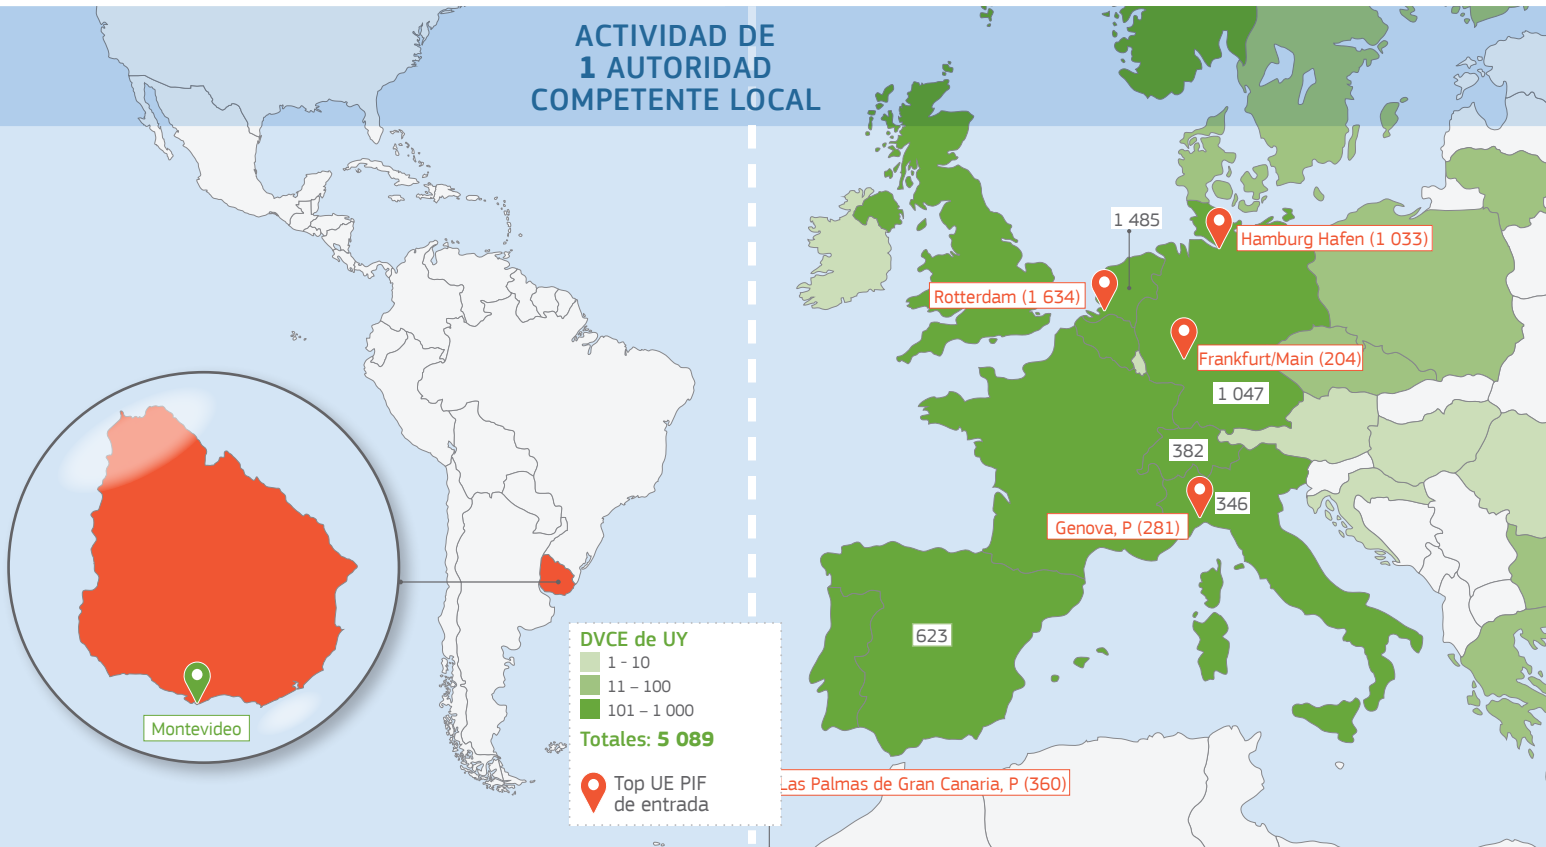 ACTIVIDAD DE
1 AUTORIDAD
COMPETENTE LOCAL
1 485
Hamburg Hafen (1 033)
Rotterdam (1 634)
Frankfurt/Main (204)
1 047
382
346
Genova, P (281)
623
Montevideo
DVCE de UY
1 - 10
11 – 100
101 – 1 000
Totales: 5 089
Top UE PIF
de entrada
Las Palmas de Gran Canaria, P (360)